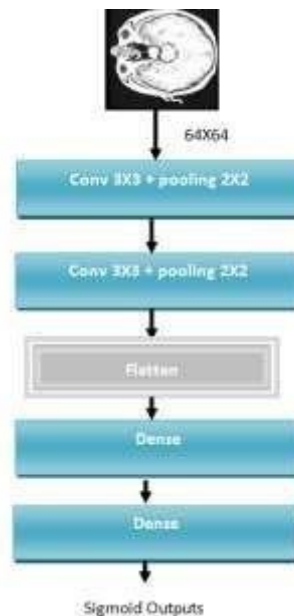 64X64
Conv 3X3 + pooling 2X2
Conv 3X3 + pooling 2X2
Flatten
Dense
Dense
Sigmoid Outputs